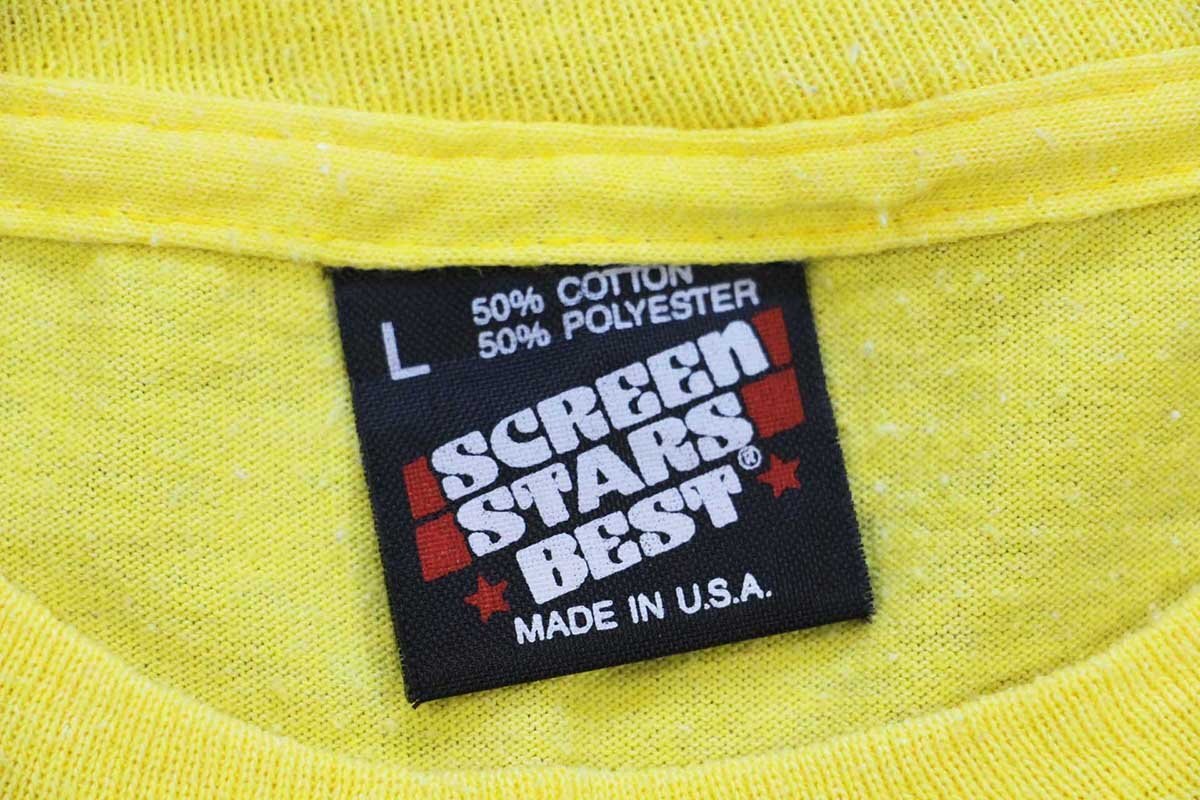 50% COTTON
50% POLYESTER
L
SCREEn
STARS
BEST®
MADE IN U.S.A.